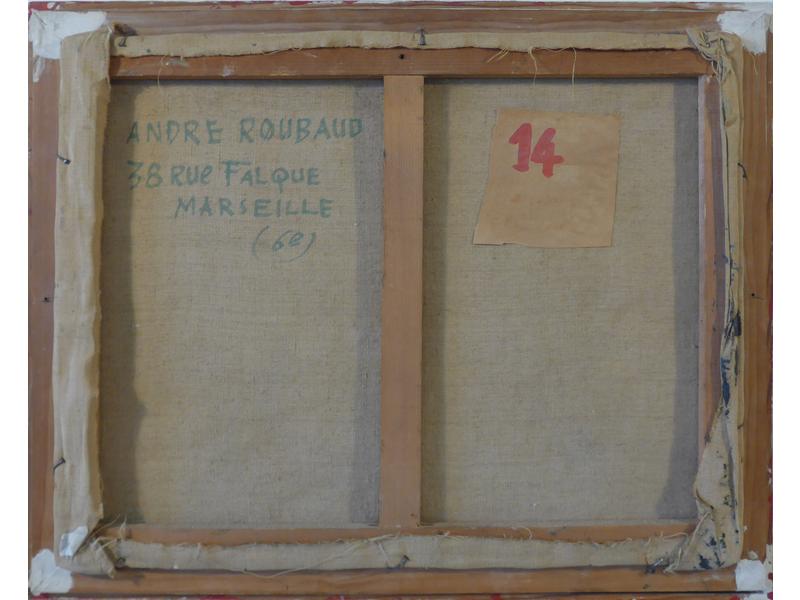 ANDRE ROUBAUD
38 RUe FALQUE
MARSEILLE
(6e)
14